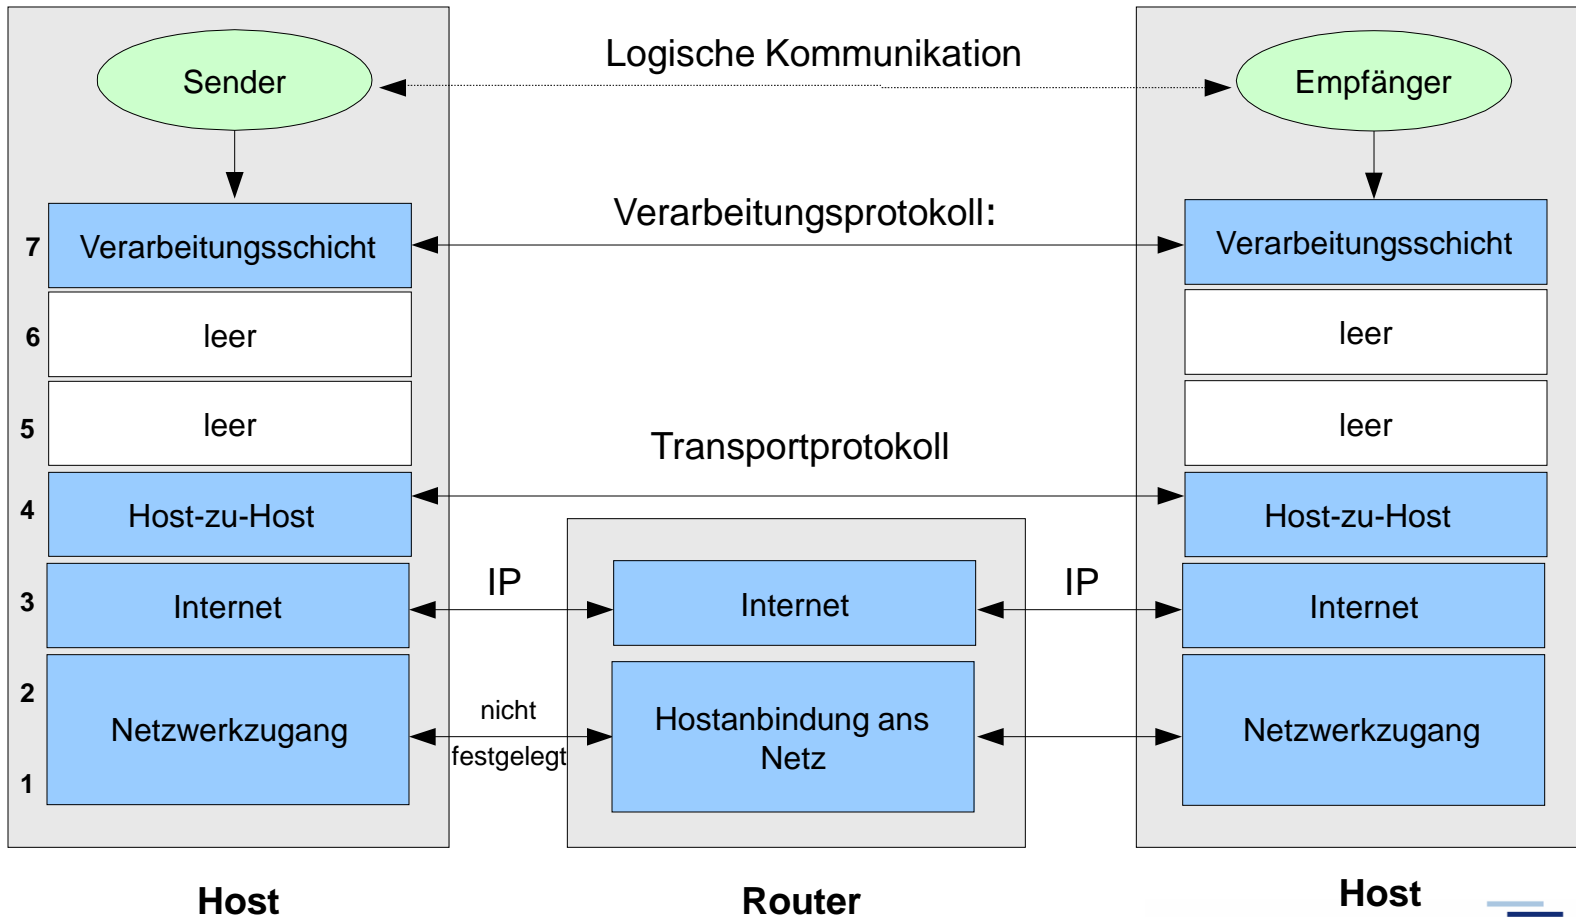 Logische Kommunikation
Sender
Empfänger
Verarbeitungsprotokoll:
7
Verarbeitungsschicht
Verarbeitungsschicht
6
leer
leer
5
leer
leer
Transportprotokoll
4
Host-zu-Host
Host-zu-Host
IP
IP
3
Internet
Internet
Internet
2
Netzwerkzugang
nicht
festgelegt
Hostanbindung ans
Netz
Netzwerkzugang
1
Host
Router
Host